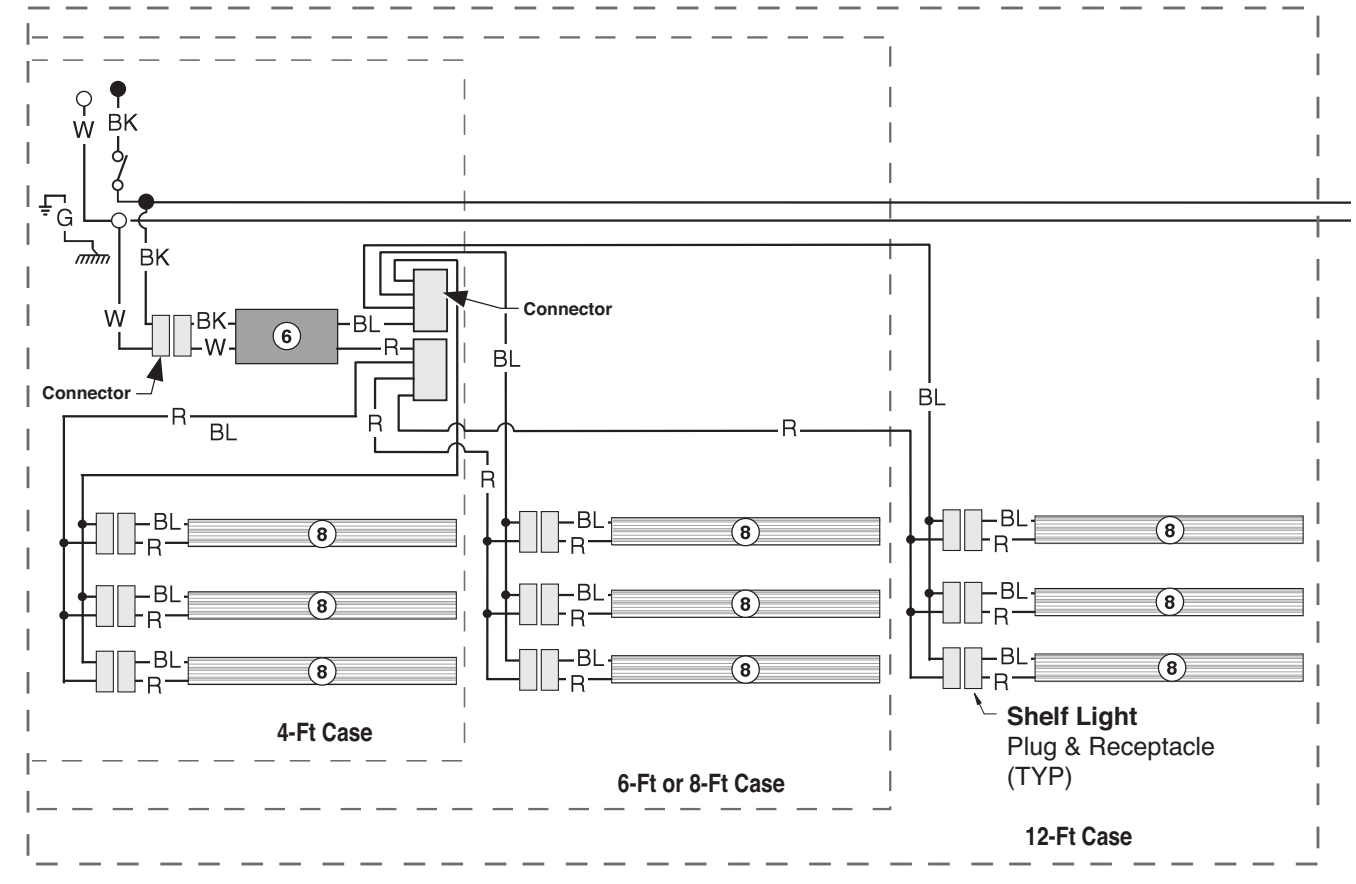 W
BK
G
BK
W
BK
W
6
BL
R
Connector
Connector
R
BL
R
BL
R
R
BL
BL
R
8
BL
R
8
BL
R
8
BL
R
8
BL
R
8
BL
R
8
BL
R
8
BL
R
8
BL
R
8
4-Ft Case
6-Ft or 8-Ft Case
Shelf Light
Plug & Receptacle
(TYP)
12-Ft Case